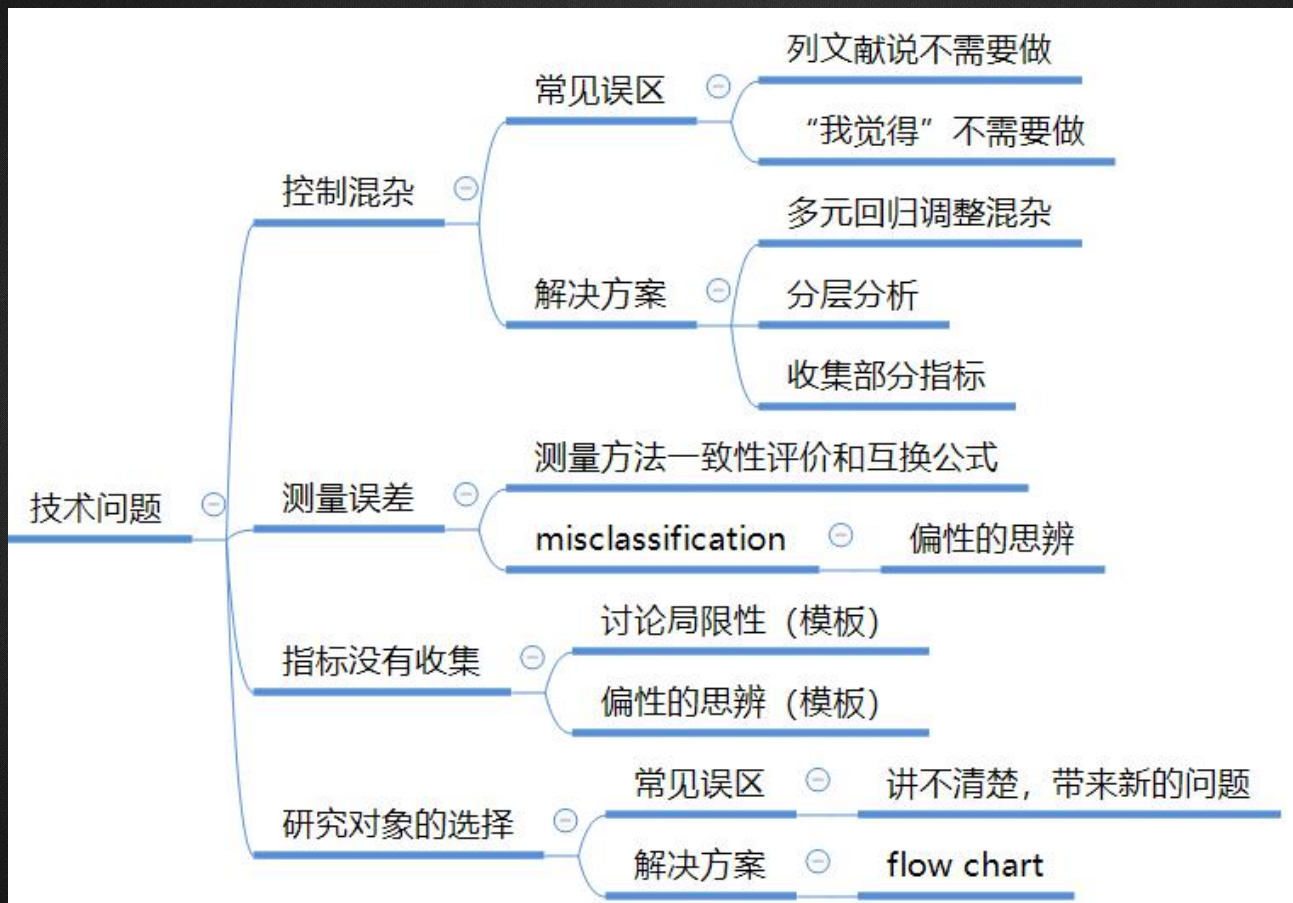 技术问题
控制混杂
常见误区
列文献说不需要做
“我觉得”不需要做
解决方案
多元回归调整混杂
分层分析
收集部分指标
测量误差
测量方法一致性评价和互换公式
misclassification
偏性的思辨
指标没有收集
讨论局限性（模板）
偏性的思辨（模板）
研究对象的选择
常见误区
讲不清楚，带来新的问题
解决方案
flow chart